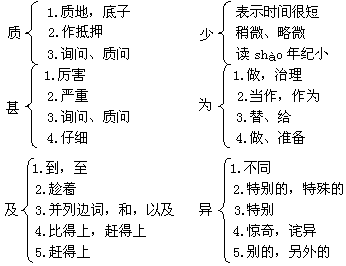 质
1.质地，底子
2.作抵押
3.询问、质问
少
表示时间很短
稍微、略微
读shào年纪小
甚
1.厉害
2.严重
3.询问、质问
4.仔细
为
1.做，治理
2.当作，作为
3.替、给
4.做、准备
及
1.到，至
2.趁着
3.并列边词，和，以及
4.比得上，赶得上
5.赶得上
异
1.不同
2.特别的，特殊的
3.特别
4.惊奇，诧异
5.别的，另外的